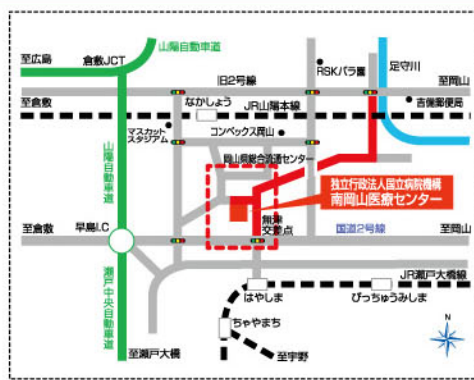 山陽自動車道
至広島
倉敷JCT
RSKバラ園
足守川
旧2号線
至岡山
至倉敷
なかしょう
JR山陽本線
吉備郵便局
マスカット
スタジアム
コンベックス岡山
岡山県総合流通センター
山陽自動車道
独立行政法人国立病院機構
南岡山医療センター
無津
交差点
至倉敷
早島I.C
国道2号線
至岡山
JR瀬戸大橋線
瀬戸中央自動車道
はやしま
びっちゅうみしま
ちゃやまち
至瀬戸大橋
至宇野
N